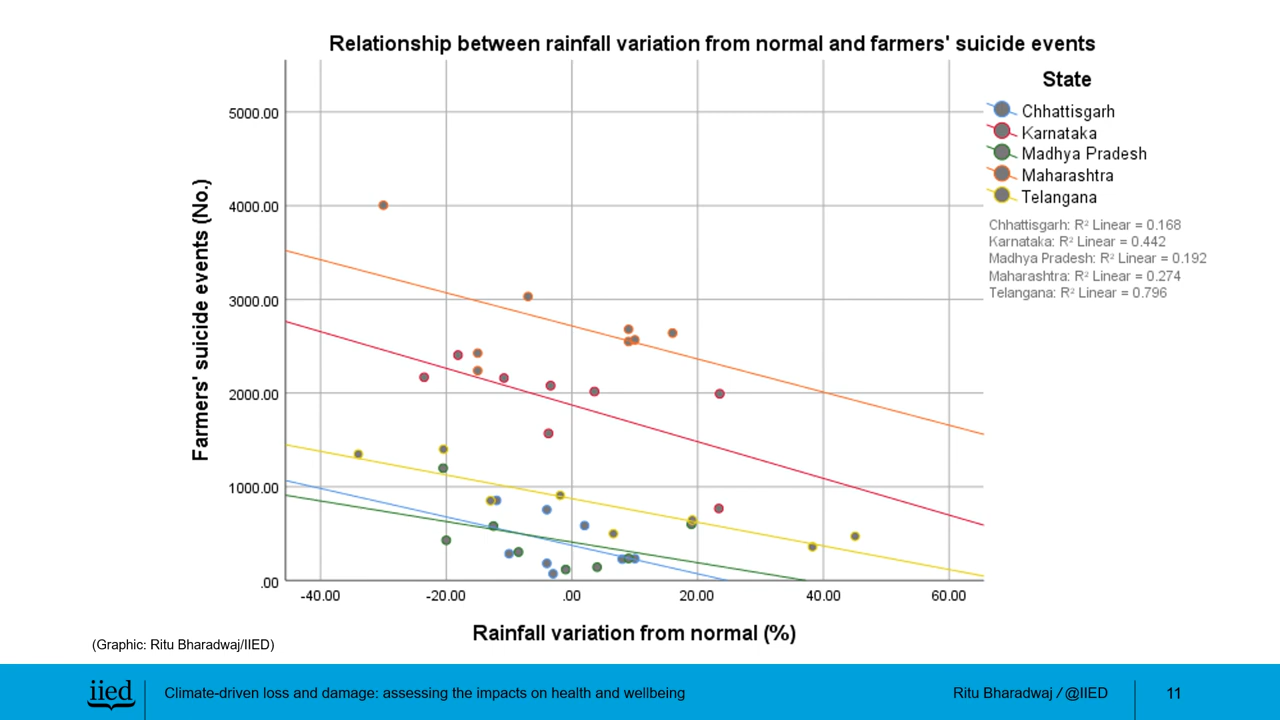 Relationship between rainfall variation from normal and farmers' suicide events
State
Chhattisgarh
Karnataka
Madhya Pradesh
Maharashtra
Telangana
Chhattisgarh: R² Linear = 0.168
Karnataka: R² Linear = 0.442
Madhya Pradesh: R² Linear = 0.192
Maharashtra: R² Linear = 0.274
Telangana: R² Linear = 0.796
Farmers' suicide events (No.)
5000.00
4000.00
3000.00
2000.00
1000.00
.00
-40.00 -20.00 .00 20.00 40.00 60.00
Rainfall variation from normal (%)
(Graphic: Ritu Bharadwaj/IIED)
iied
Climate-driven loss and damage: assessing the impacts on health and wellbeing
Ritu Bharadwaj / @IIED
11